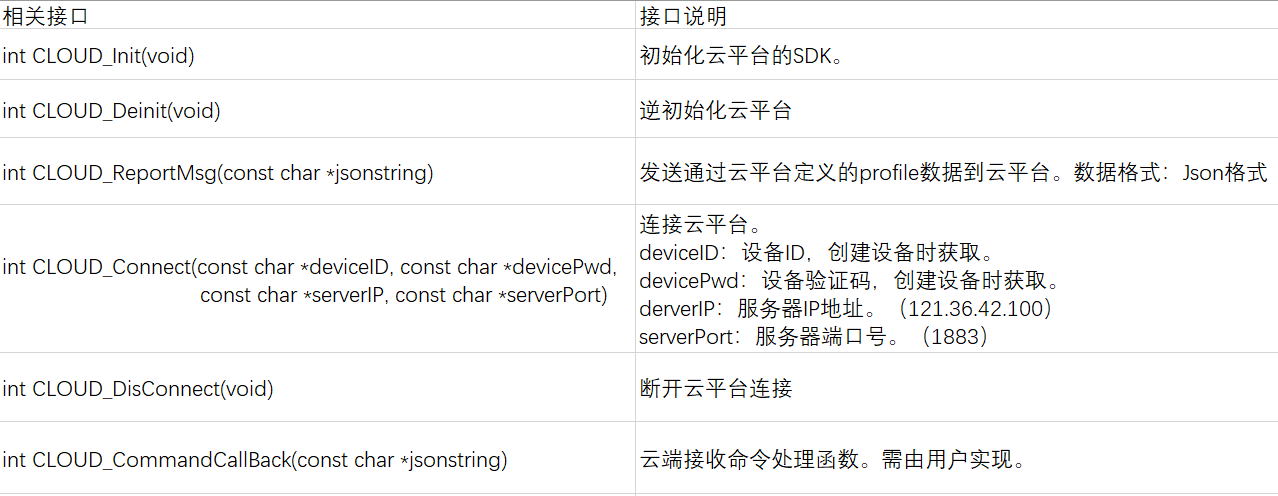 相关接口
接口说明
int CLOUD_Init(void)
初始化云平台的SDK。
int CLOUD_Deinit(void)
逆初始化云平台
int CLOUD_ReportMsg(const char *jsonstring)
发送通过云平台定义的profile数据到云平台。数据格式：Json格式
int CLOUD_Connect(const char *deviceID, const char *devicePwd,
const char *serverIP, const char *serverPort)
连接云平台。
deviceID：设备ID，创建设备时获取。
devicePwd：设备验证码，创建设备时获取。
derverIP：服务器IP地址。（121.36.42.100）
serverPort：服务器端口号。（1883）
int CLOUD_DisConnect(void)
断开云平台连接
int CLOUD_CommandCallBack(const char *jsonstring)
云端接收命令处理函数。需由用户实现。